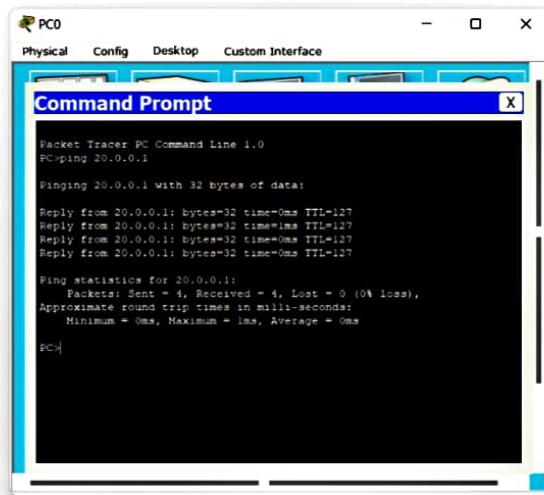 PC0
Physical Config Desktop Custom Interface
Command Prompt
X
Packet Tracer PC Command Line 1.0
PC>ping 20.0.0.1
Pinging 20.0.0.1 with 32 bytes of data:
Reply from 20.0.0.1: bytes=32 time=0ms TTL=127
Reply from 20.0.0.1: bytes=32 time=1ms TTL=127
Reply from 20.0.0.1: bytes=32 time=0ms TTL=127
Reply from 20.0.0.1: bytes=32 time=0ms TTL=127
Ping statistics for 20.0.0.1:
Packets: Sent = 4, Received = 4, Lost = 0 (0% loss),
Approximate round trip times in milli-seconds:
Minimum = 0ms, Maximum = 1ms, Average = 0ms
PC>